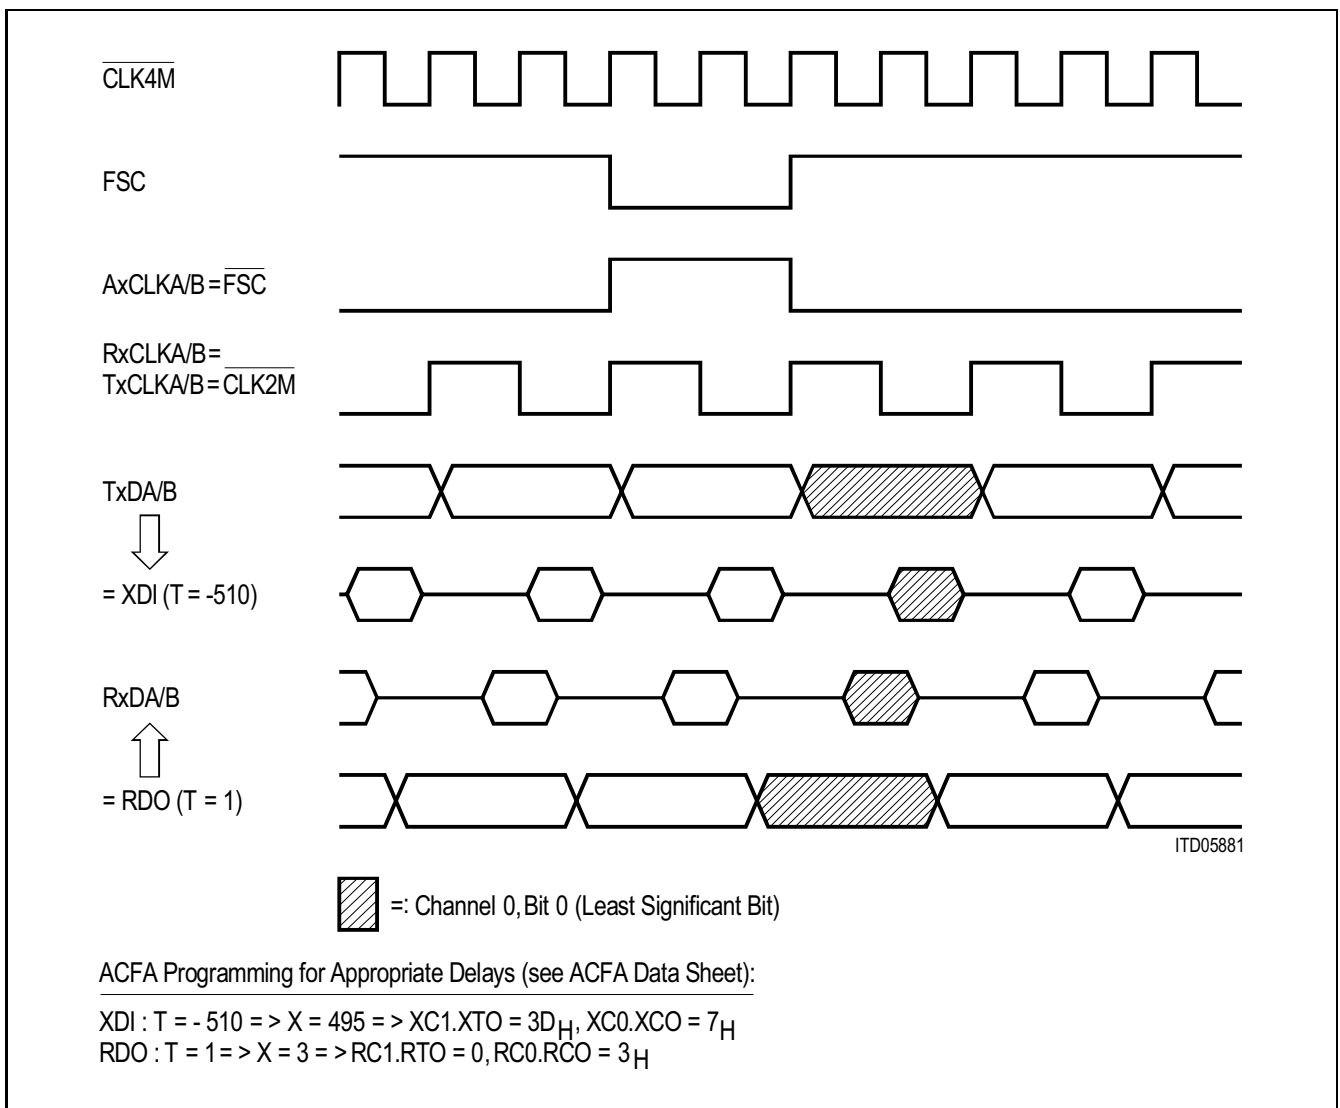 CLK4M
FSC
AxCLKA/B = FSC
RxCLKA/B =
TxCLKA/B = CLK2M
TxDA/B
= XDI (T = -510)
RxDA/B
= RDO (T = 1)
ITD05881
=: Channel 0, Bit 0 (Least Significant Bit)
ACFA Programming for Appropriate Delays (see ACFA Data Sheet):
XDI : T = - 510 = > X = 495 = > XC1.XTO = 3DH, XC0.XCO = 7H
RDO : T = 1 = > X = 3 = > RC1.RTO = 0, RC0.RCO = 3H